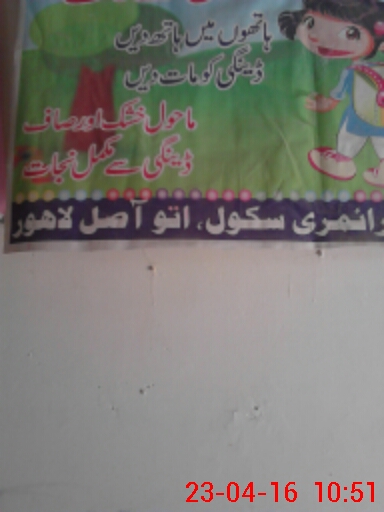 ہاتھوں میں ہاتھ دیں
ڈینگی کو مات دیں
ماحول خشک اور صاف
ڈینگی سے مکمل نجات
پرائمری سکول، اتو آصل لاہور
23-04-16 10:51